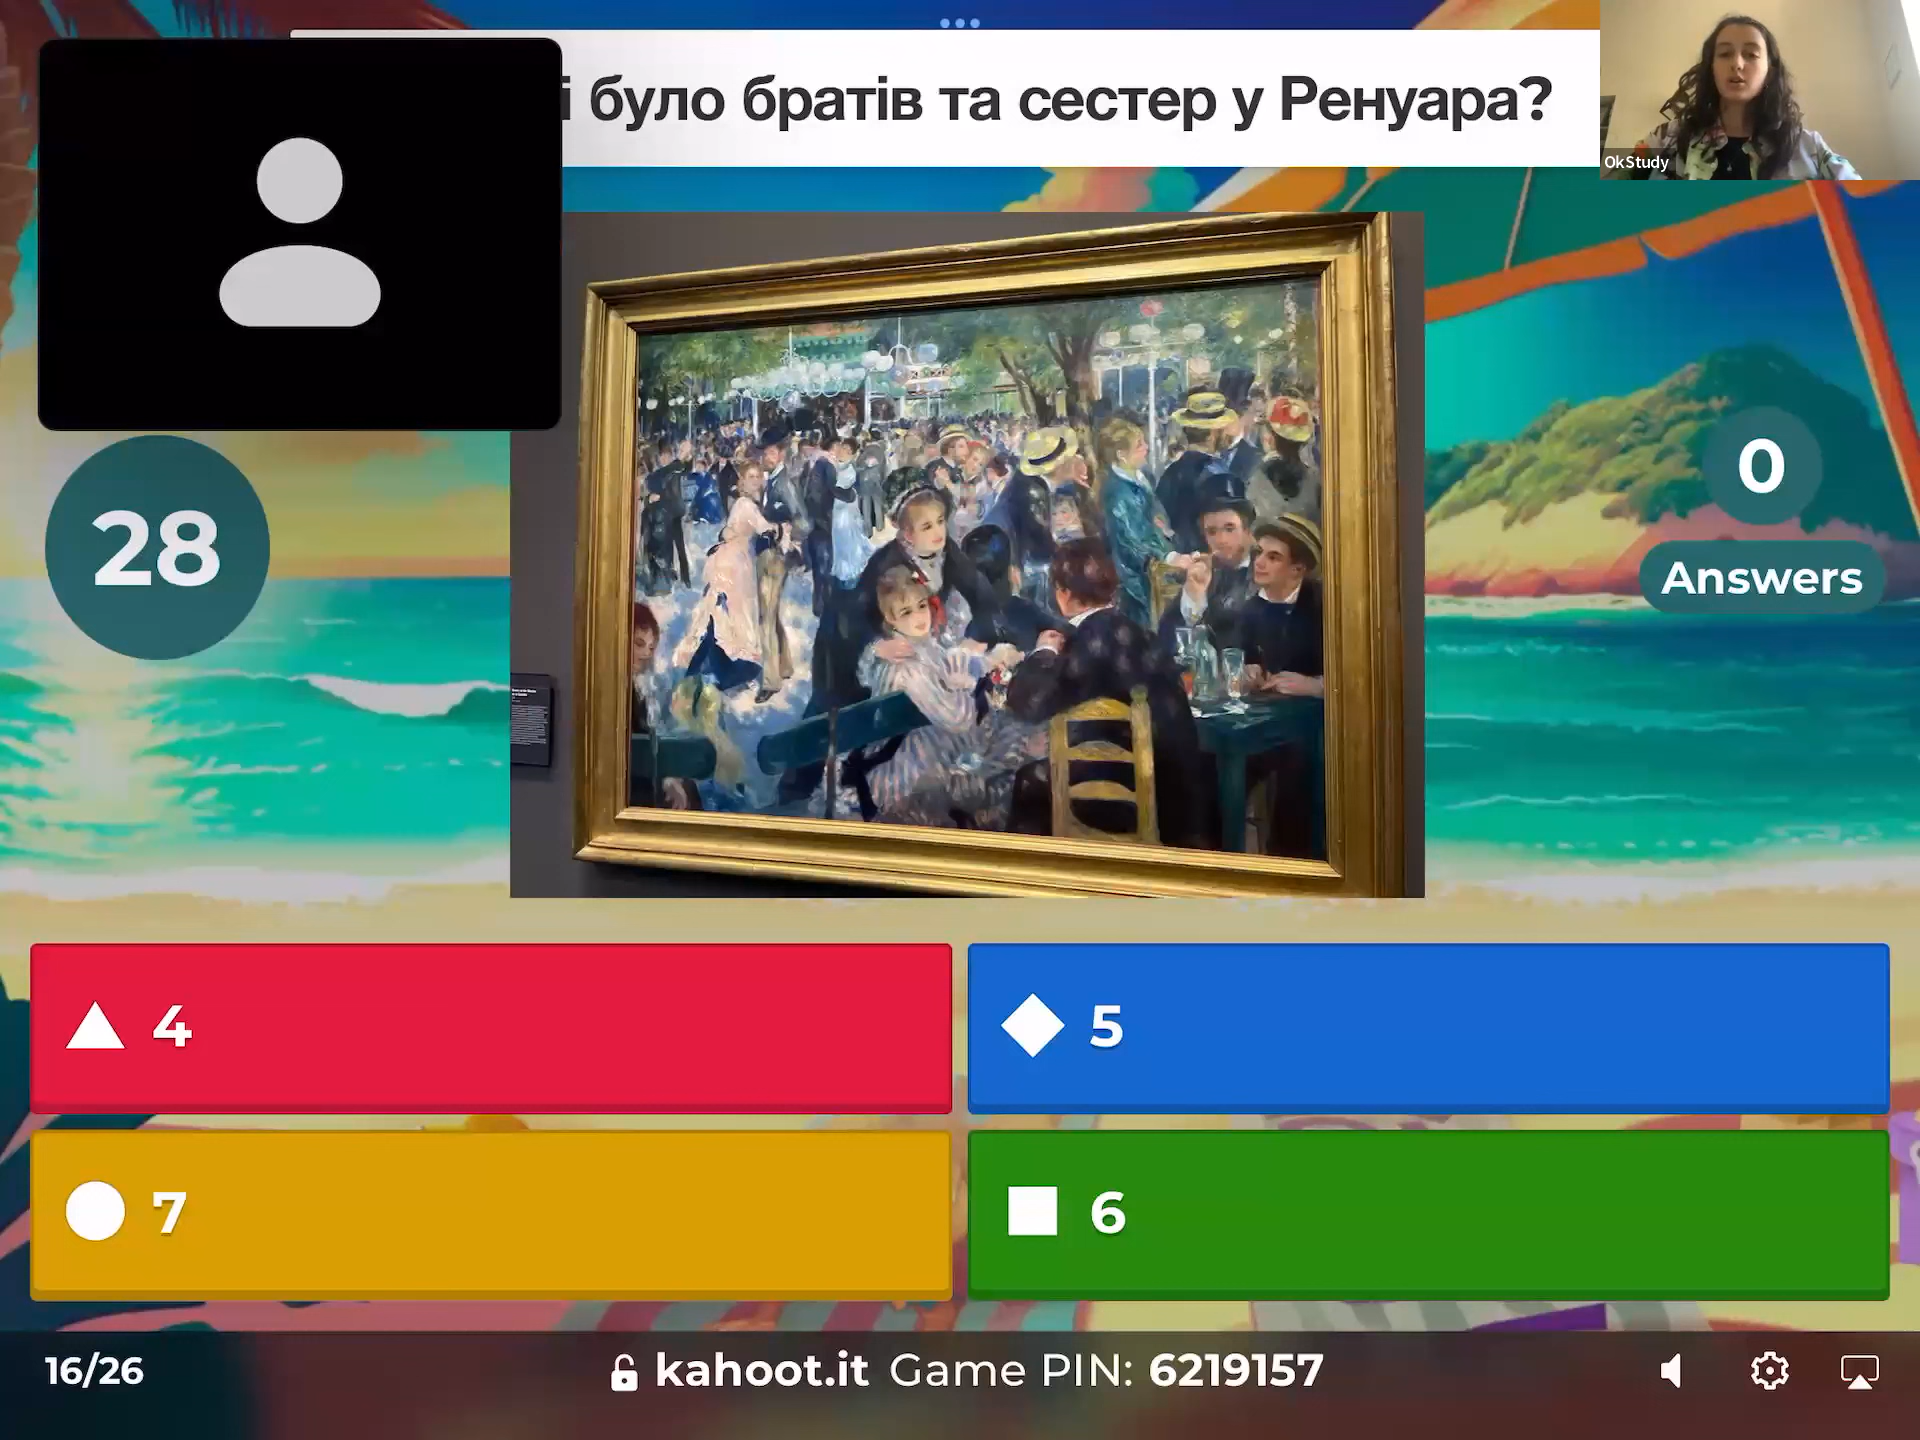 було братів та сестер у Ренуара?
OkStudy
28
0
Answers
4
5
7
6
16/26
kahoot.it Game PIN: 6219157